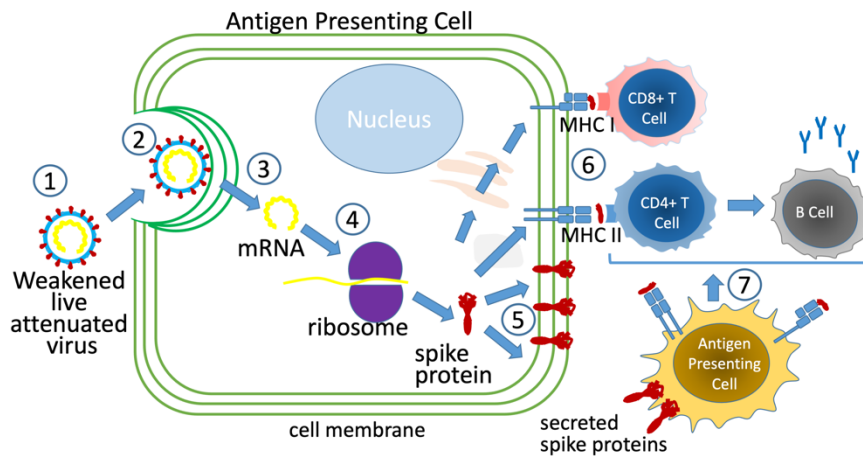 Antigen Presenting Cell
1
Weakened
live
attenuated
virus
2
3
mRNA
4
ribosome
Nucleus
spike
protein
5
cell membrane
MHC I
CD8+ T
Cell
6
MHC II
CD4+ T
Cell
B Cell
7
Antigen
Presenting
Cell
secreted
spike proteins